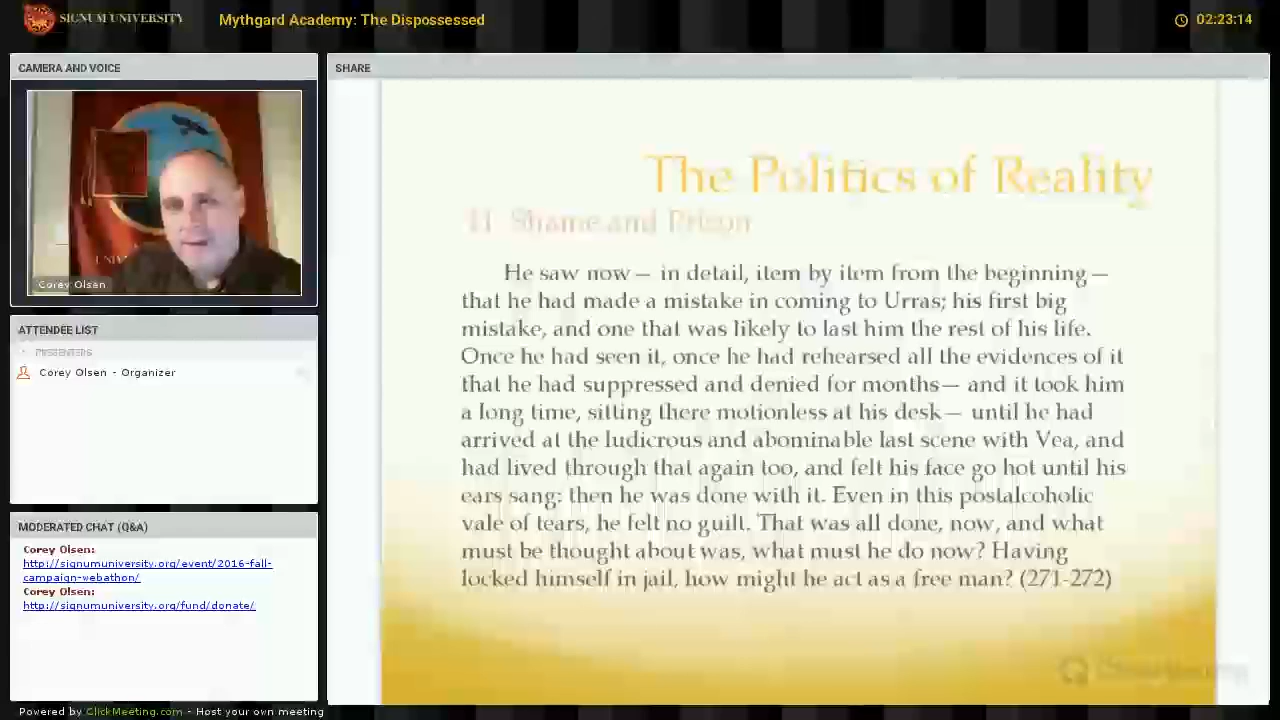 SIGNUM UNIVERSITY
Mythgard Academy: The Dispossessed
02:23:14
CAMERA AND VOICE
Corey Olsen
ATTENDEE LIST
PRESENTERS
Corey Olsen - Organizer
MODERATED CHAT (Q&A)
Corey Olsen:
http://signumuniversity.org/event/2016-fall-
campaign-webathon/
Corey Olsen:
http://signumuniversity.org/fund/donate/
Powered by ClickMeeting.com - Host your own meeting
SHARE
The Politics of Reality
Shame and Prison
He saw now— in detail, item by item from the beginning—
that he had made a mistake in coming to Urras; his first big
mistake, and one that was likely to last him the rest of his life.
Once he had seen it, once he had rehearsed all the evidences of it
that he had suppressed and denied for months— and it took him
a long time, sitting there motionless at his desk— until he had
arrived at the ludicrous and abominable last scene with Vea, and
had lived through that again too, and felt his face go hot until his
ears sang: then he was done with it. Even in this postalcoholic
vale of tears, he felt no guilt. That was all done, now, and what
must be thought about was, what must he do now? Having
locked himself in jail, how might he act as a free man? (271-272)